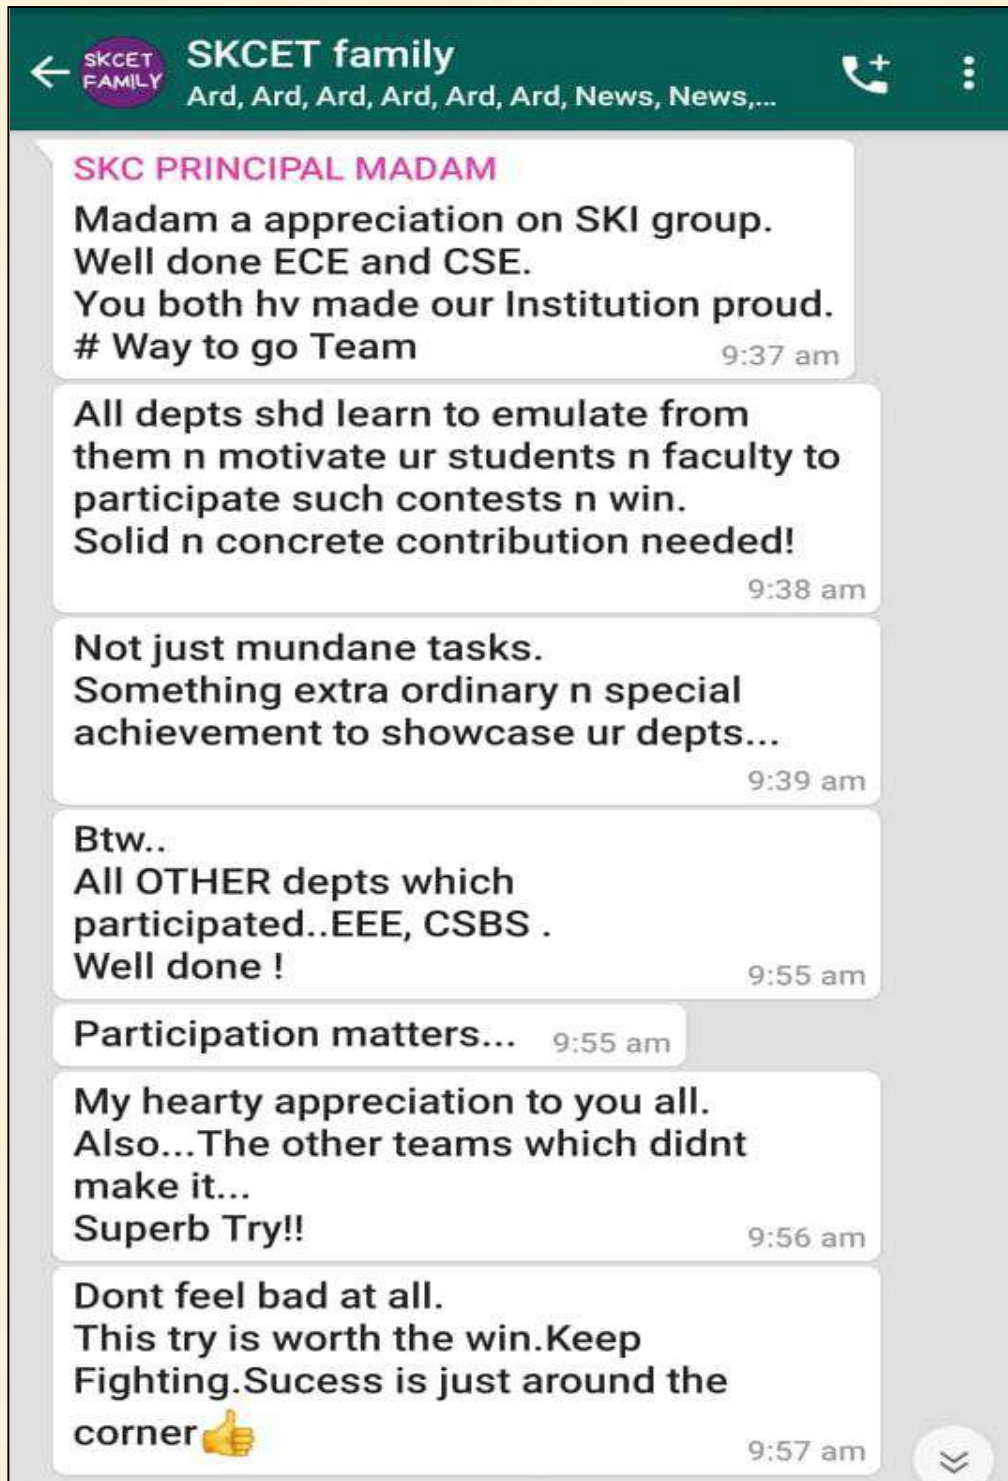 SKCET
FAMILY
SKCET family
Ard, Ard, Ard, Ard, Ard, Ard, News, News,...
SKC PRINCIPAL MADAM
Madam a appreciation on SKI group.
Well done ECE and CSE.
You both hv made our Institution proud.
# Way to go Team
9:37 am
All depts shd learn to emulate from
them n motivate ur students n faculty to
participate such contests n win.
Solid n concrete contribution needed!
9:38 am
Not just mundane tasks.
Something extra ordinary n special
achievement to showcase ur depts...
9:39 am
Btw..
All OTHER depts which
participated..EEE, CSBS .
Well done !
9:55 am
Participation matters... 9:55 am
My hearty appreciation to you all.
Also...The other teams which didnt
make it...
Superb Try!!
9:56 am
Dont feel bad at all.
This try is worth the win.Keep
Fighting.Sucess is just around the
corner👍
9:57 am